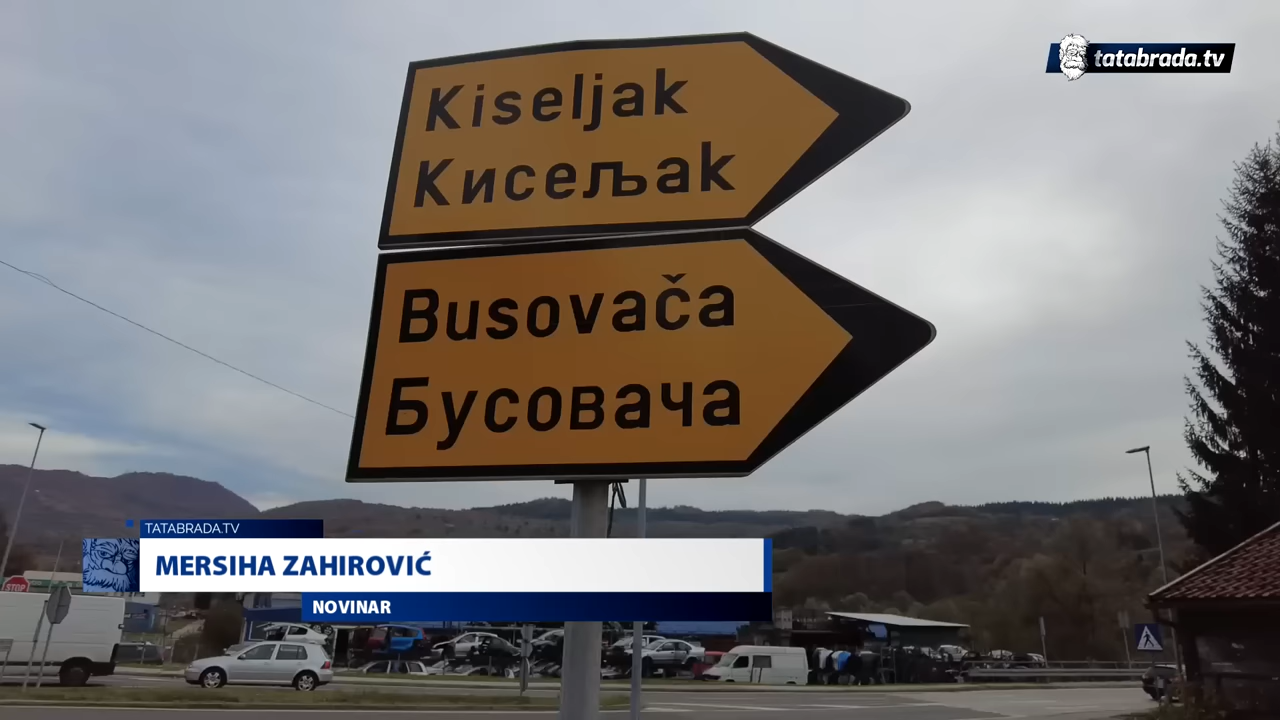 tatabrada.tv
Kiseljak
Кисељак
Busovača
Бусовача
TATABRADA.TV
MERSIHA ZAHIROVIĆ
NOVINAR
STOP